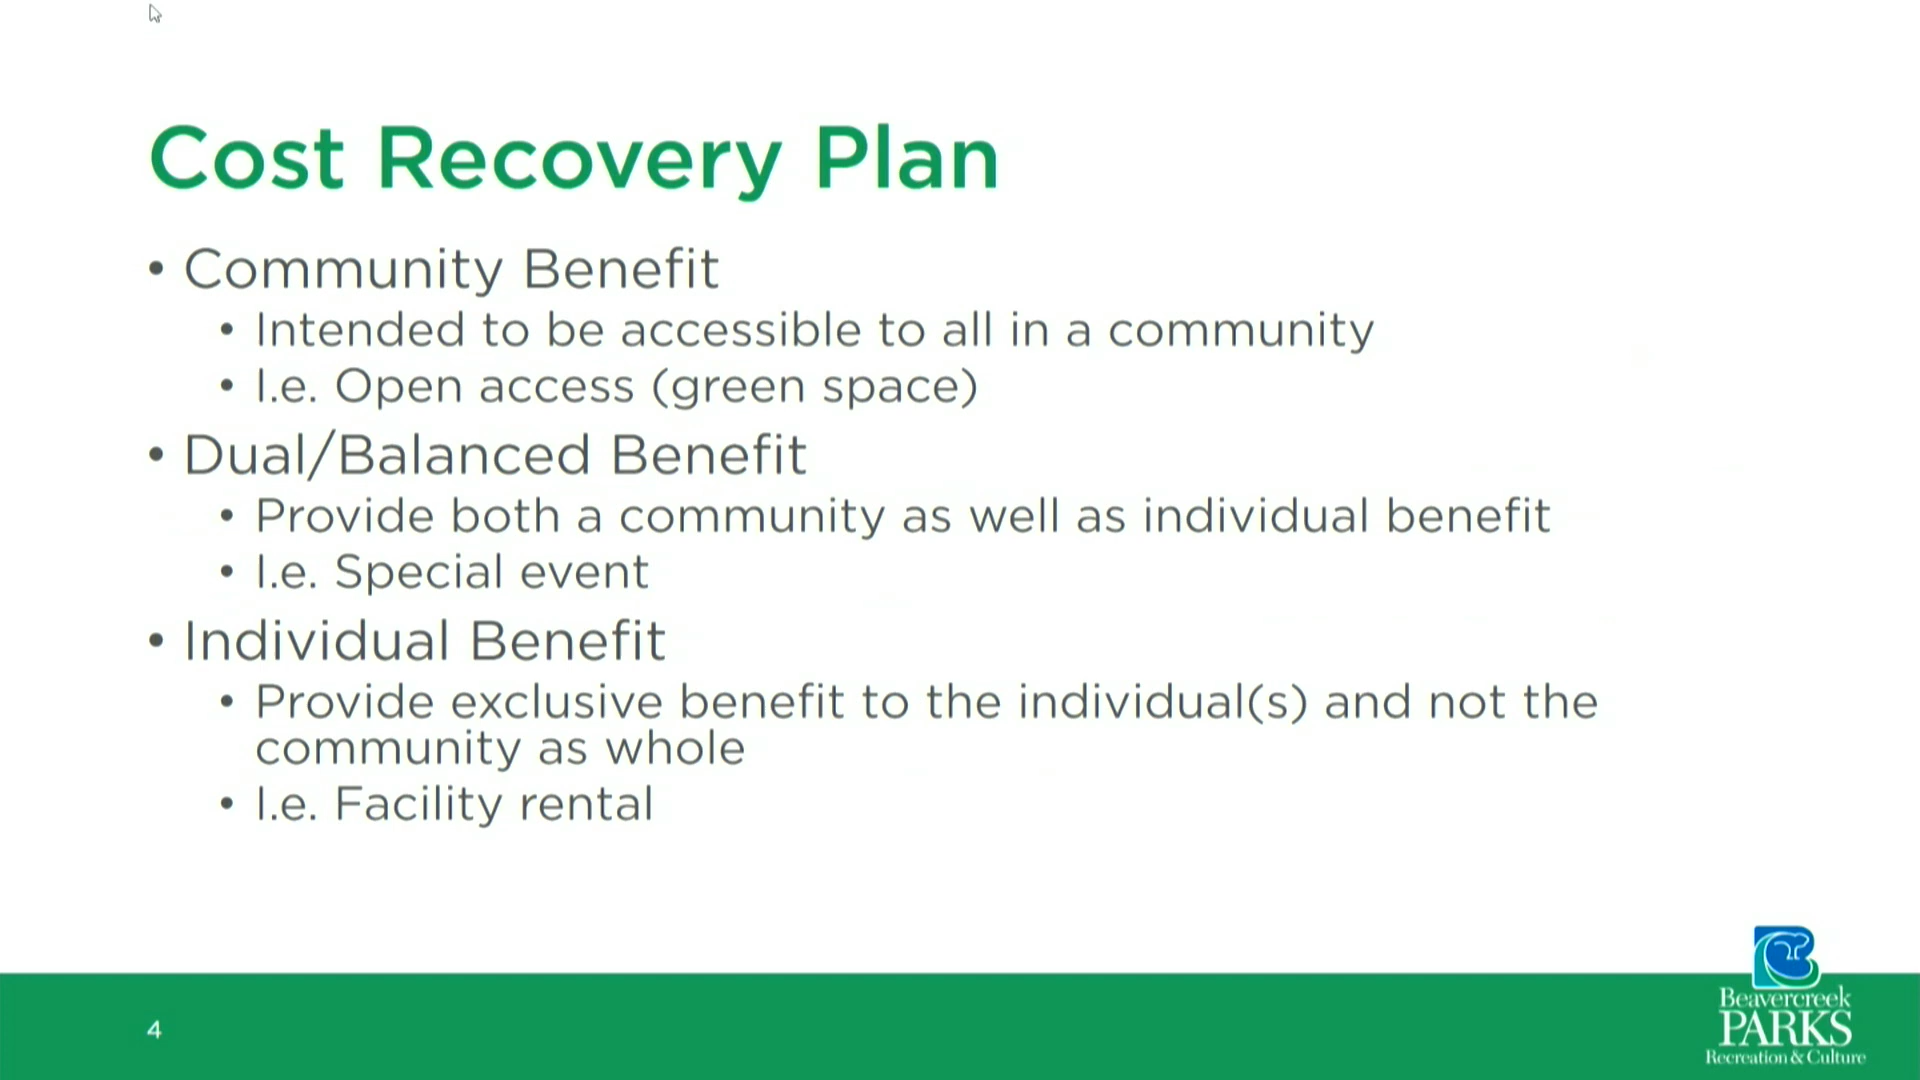 Cost Recovery Plan
• Community Benefit
• Intended to be accessible to all in a community
• I.e. Open access (green space)
• Dual/Balanced Benefit
• Provide both a community as well as individual benefit
• I.e. Special event
• Individual Benefit
• Provide exclusive benefit to the individual(s) and not the
community as whole
• I.e. Facility rental
4
Beavercreek
PARKS
Recreation & Culture